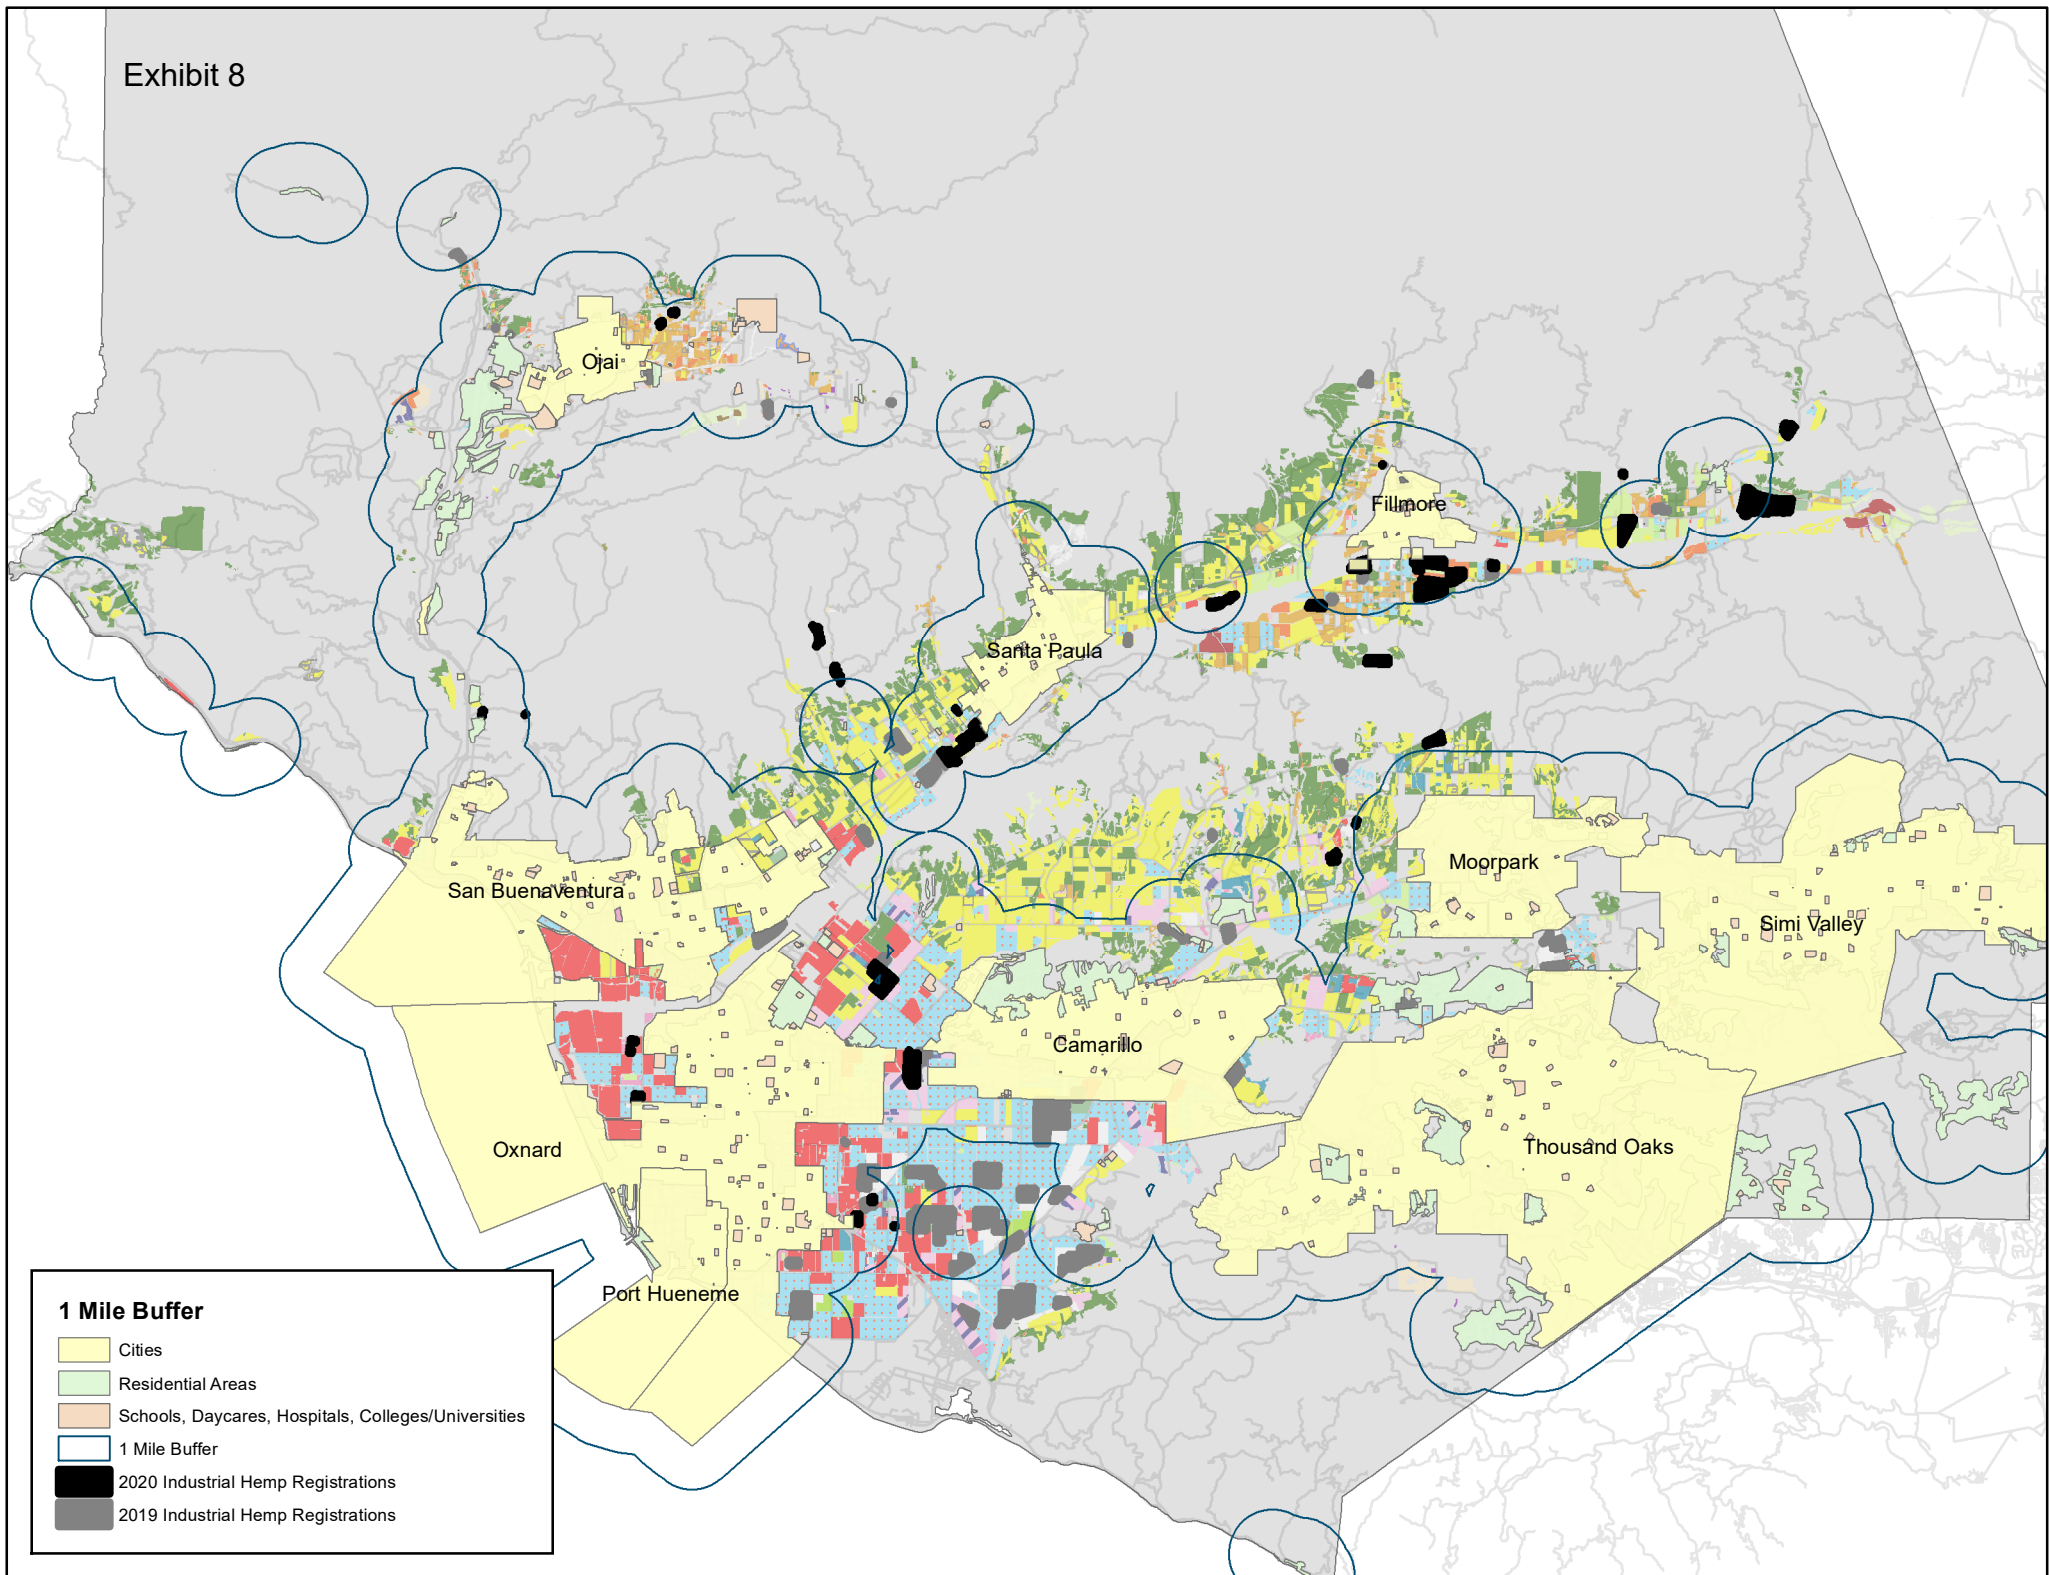 Exhibit 8
Ojai
Fillmore
Santa Paula
Moorpark
San Buenaventura
Simi Valley
Camarillo
Oxnard
Thousand Oaks
Port Hueneme
1 Mile Buffer
Cities
Residential Areas
Schools, Daycares, Hospitals, Colleges/Universities
1 Mile Buffer
2020 Industrial Hemp Registrations
2019 Industrial Hemp Registrations